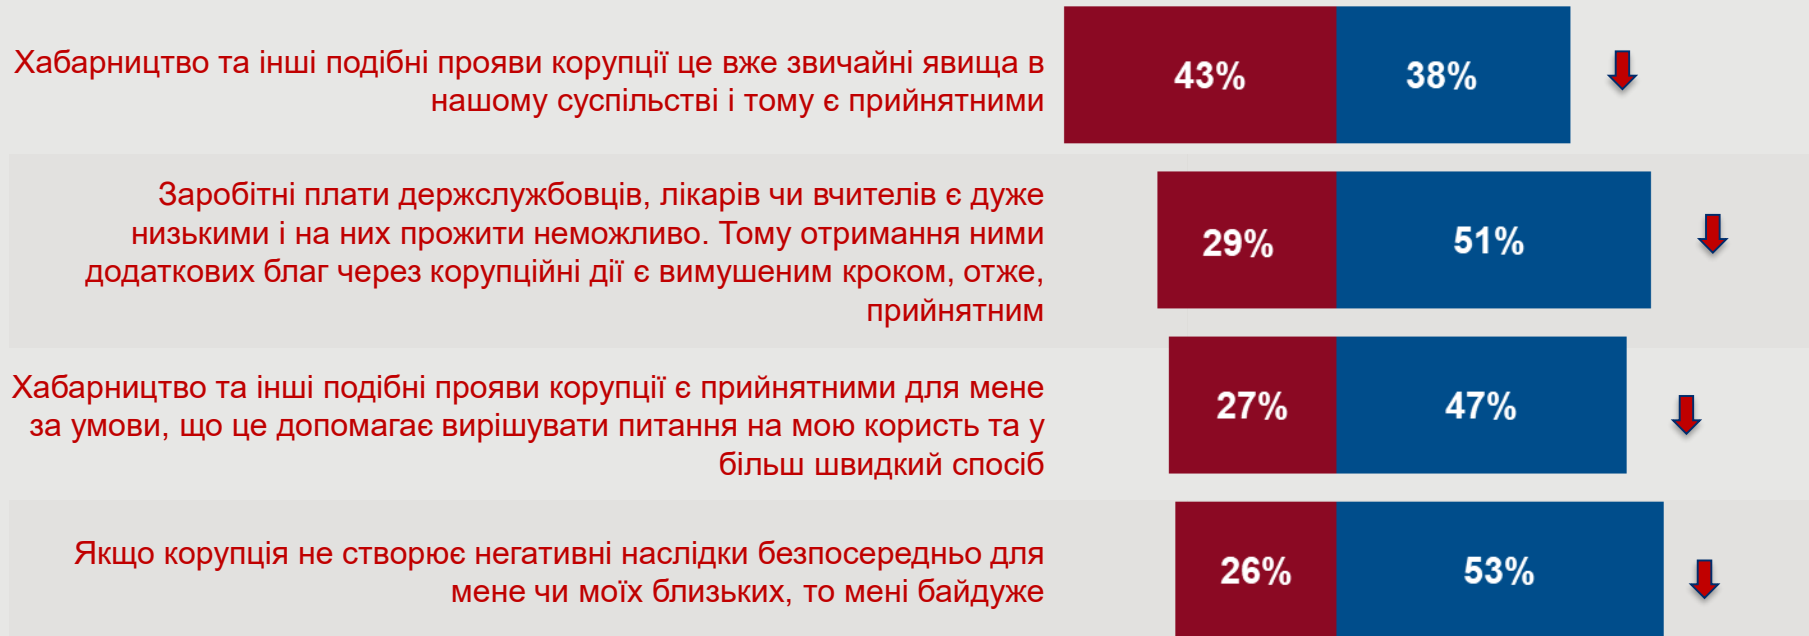 Хабарництво та інші подібні прояви корупції це вже звичайні явища в
нашому суспільстві і тому є прийнятними
43% 38%
Заробітні плати держслужбовців, лікарів чи вчителів є дуже
низькими і на них прожити неможливо. Тому отримання ними
додаткових благ через корупційні дії є вимушеним кроком, отже,
прийнятним
29% 51%
Хабарництво та інші подібні прояви корупції є прийнятними для мене
за умови, що це допомагає вирішувати питання на мою користь та у
більш швидкий спосіб
27% 47%
Якщо корупція не створює негативні наслідки безпосередньо для
мене чи моїх близьких, то мені байдуже
26% 53%